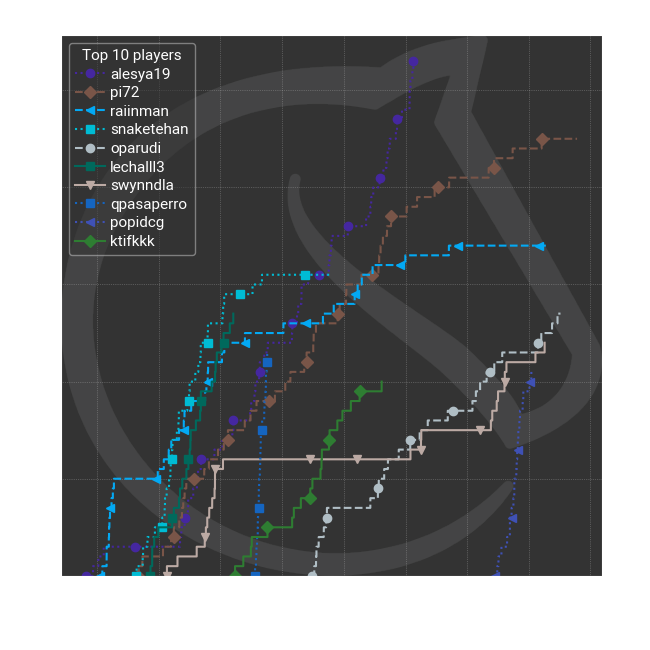 Top 10 players
alesya19
pi72
raiinman
snaketehan
oparudi
lechalll3
swynndla
qpasaperro
popidcg
ktifkkk